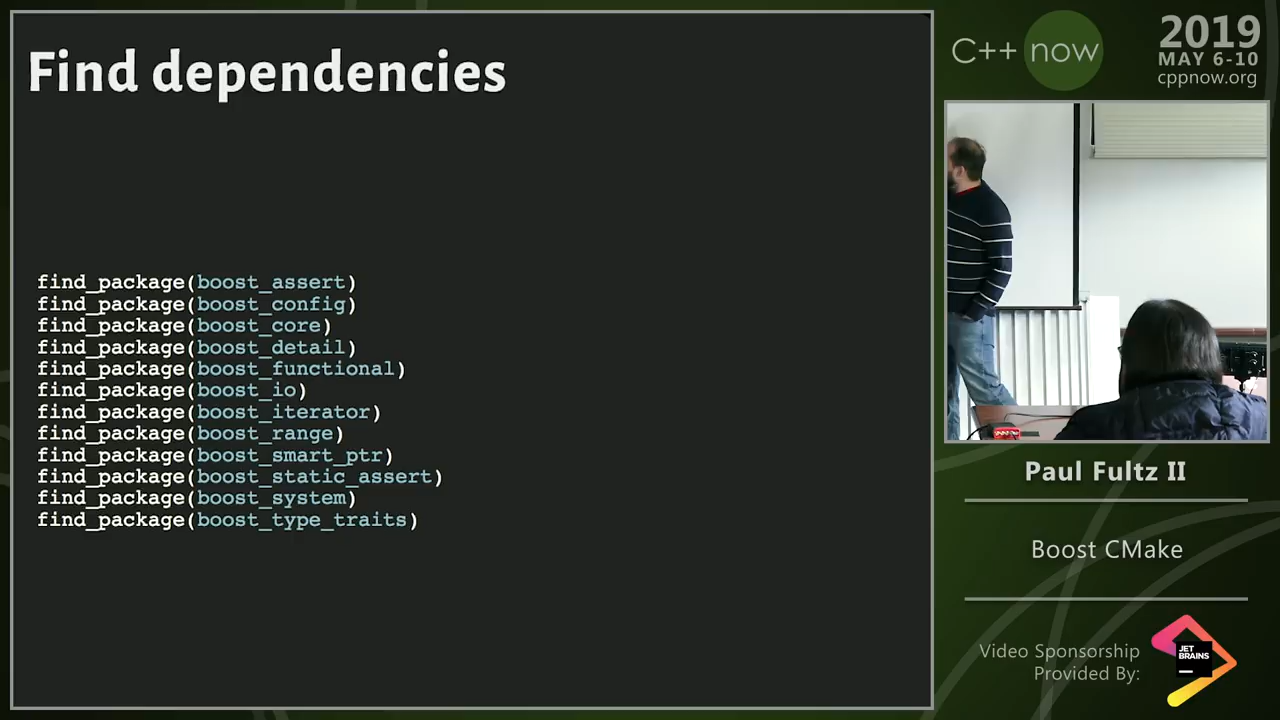 Find dependencies
find_package(boost_assert)
find_package(boost_config)
find_package(boost_core)
find_package(boost_detail)
find_package(boost_functional)
find_package(boost_io)
find_package(boost_iterator)
find_package(boost_range)
find_package(boost_smart_ptr)
find_package(boost_static_assert)
find_package(boost_system)
find_package(boost_type_traits)
C++ now
2019
MAY 6-10
cppnow.org
Paul Fultz II
Boost CMake
Video Sponsorship
Provided By:
JET
BRAINS